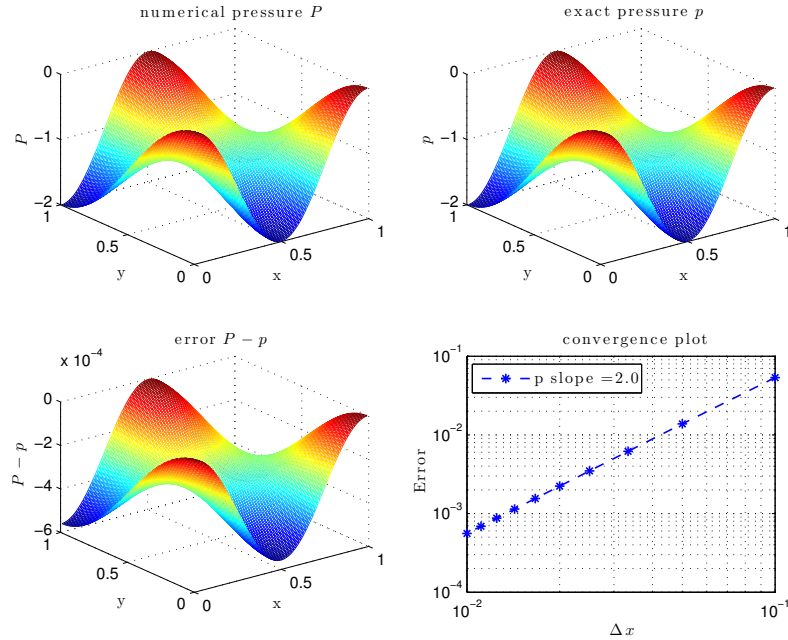 numerical pressure P
0
−1
−2
P
1
0.5
0
y
0
0.5
1
x
exact pressure p
0
−1
−2
p
1
0.5
0
y
0
0.5
1
x
error P − p
x 10⁻⁴
0
−2
−4
−6
P − p
1
0.5
0
y
0
0.5
1
x
convergence plot
p slope =2.0
10⁻¹
10⁻²
10⁻³
10⁻⁴
Error
10⁻²
10⁻¹
Δx